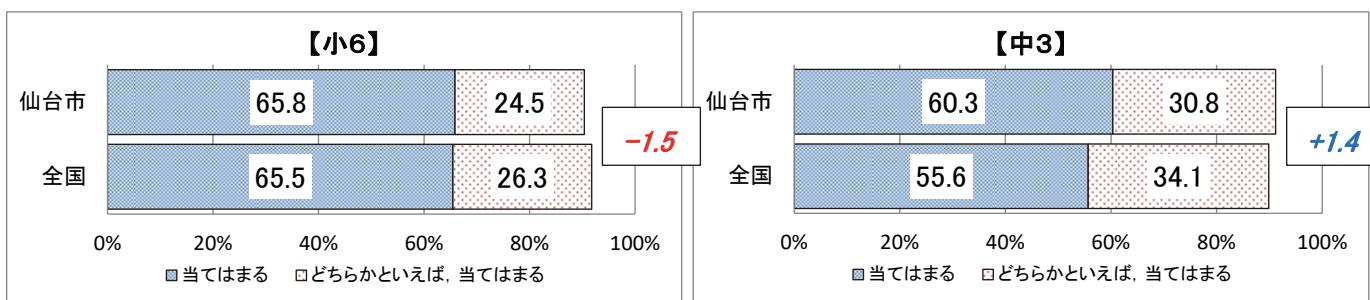 【小6】
仙台市
65.8
24.5
全国
65.5
26.3
-1.5
0% 20% 40% 60% 80% 100%
当てはまる どちらかといえば，当てはまる
【中3】
仙台市
60.3
30.8
全国
55.6
34.1
+1.4
0% 20% 40% 60% 80% 100%
当てはまる どちらかといえば，当てはまる